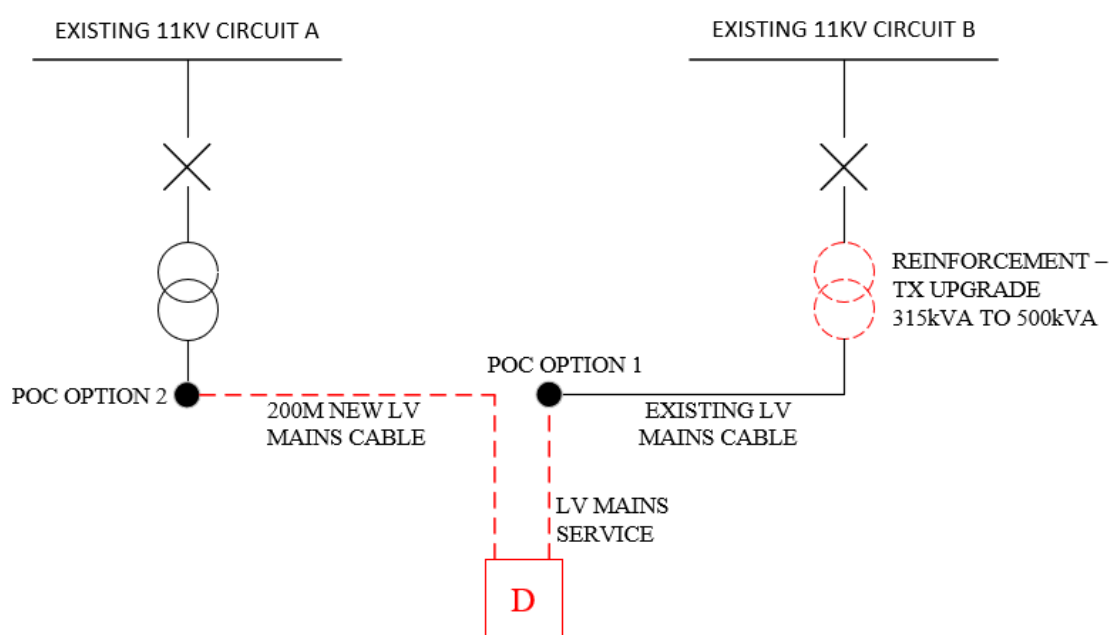 EXISTING 11KV CIRCUIT A
EXISTING 11KV CIRCUIT B
REINFORCEMENT –
TX UPGRADE
315kVA TO 500kVA
POC OPTION 1
POC OPTION 2
200M NEW LV
MAINS CABLE
EXISTING LV
MAINS CABLE
LV MAINS
SERVICE
D